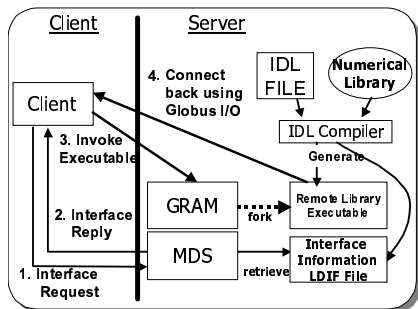 Client
Server
4. Connect
back using
Globus I/O
IDL
FILE
Numerical
Library
Client
IDL Compiler
3. Invoke
Executable
Generate
GRAM
fork
Remote Library
Executable
2. Interface
Reply
MDS
retrieve
Interface
Information
LDIF File
1. Interface
Request